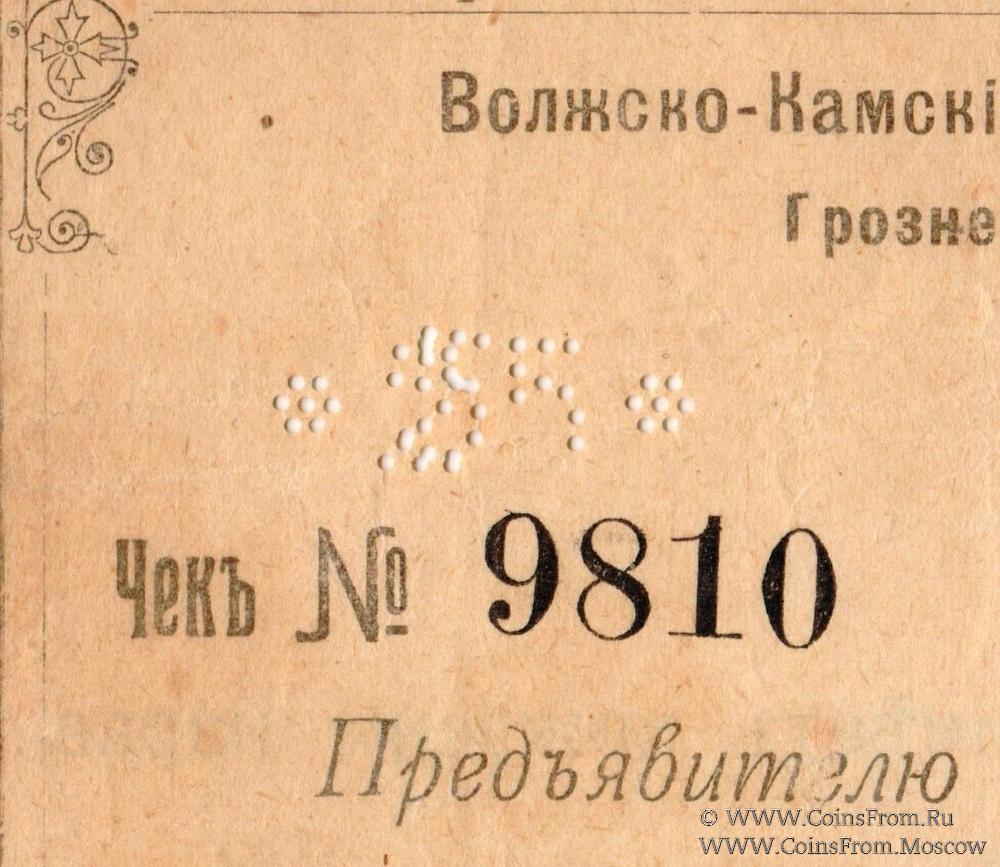 Волжско-Камскі
Грозне
Чекъ № 9810
Предъявителю
© WWW.CoinsFrom.Ru
WWW.CoinsFrom.Moscow